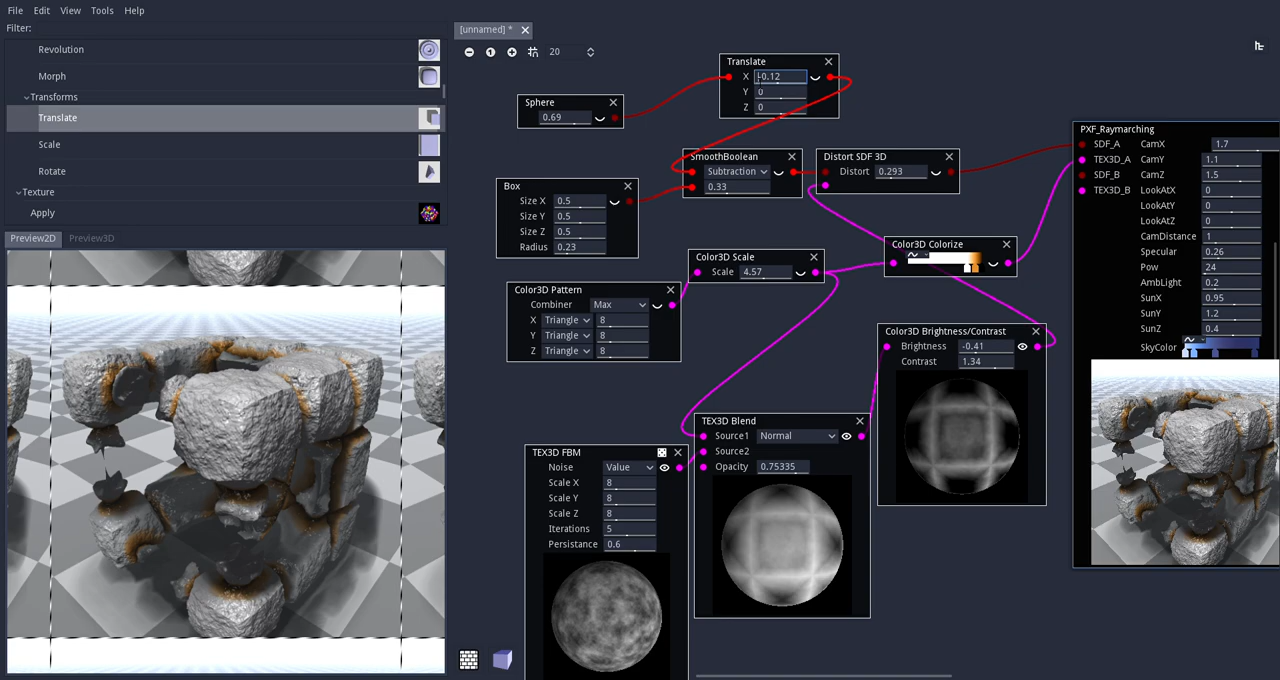 File Edit View Tools Help
Filter:
Revolution
Morph
Transforms
Translate
Scale
Rotate
Texture
Apply
Preview2D Preview3D
[unnamed] *
20
Translate
X -0.12
Y 0
Z 0
Sphere
0.69
SmoothBoolean
Subtraction
0.33
Distort SDF 3D
Distort 0.293
Box
Size X 0.5
Size Y 0.5
Size Z 0.5
Radius 0.23
Color3D Scale
Scale 4.57
Color3D Colorize
Color3D Pattern
Combiner Max
X Triangle 8
Y Triangle 8
Z Triangle 8
Color3D Brightness/Contrast
Brightness -0.41
Contrast 1.34
TEX3D Blend
Source1 Normal
Source2
Opacity 0.75335
TEX3D FBM
Noise Value
Scale X 8
Scale Y 8
Scale Z 8
Iterations 5
Persistance 0.6
PXF_Raymarching
SDF_A CamX 1.7
TEX3D_A CamY 1.1
SDF_B CamZ 1.5
TEX3D_B LookAtX 0
LookAtY 0
LookAtZ 0
CamDistance 1
Specular 0.26
Pow 24
AmbLight 0.2
SunX 0.95
SunY 1.2
SunZ 0.4
SkyColor